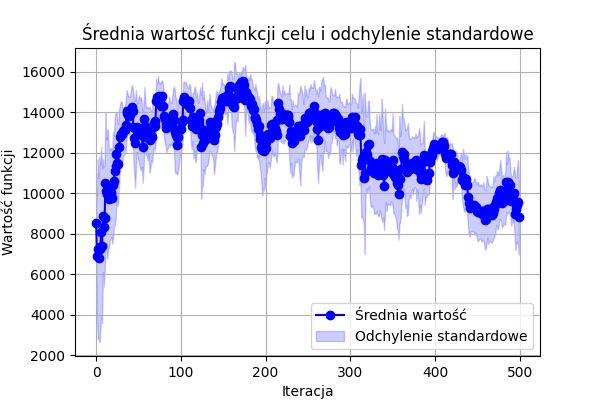 Średnia wartość funkcji celu i odchylenie standardowe
16000
14000
12000
10000
8000
6000
4000
2000
Wartość funkcji
0
100
200
300
400
500
Iteracja
Średnia wartość
Odchylenie standardowe